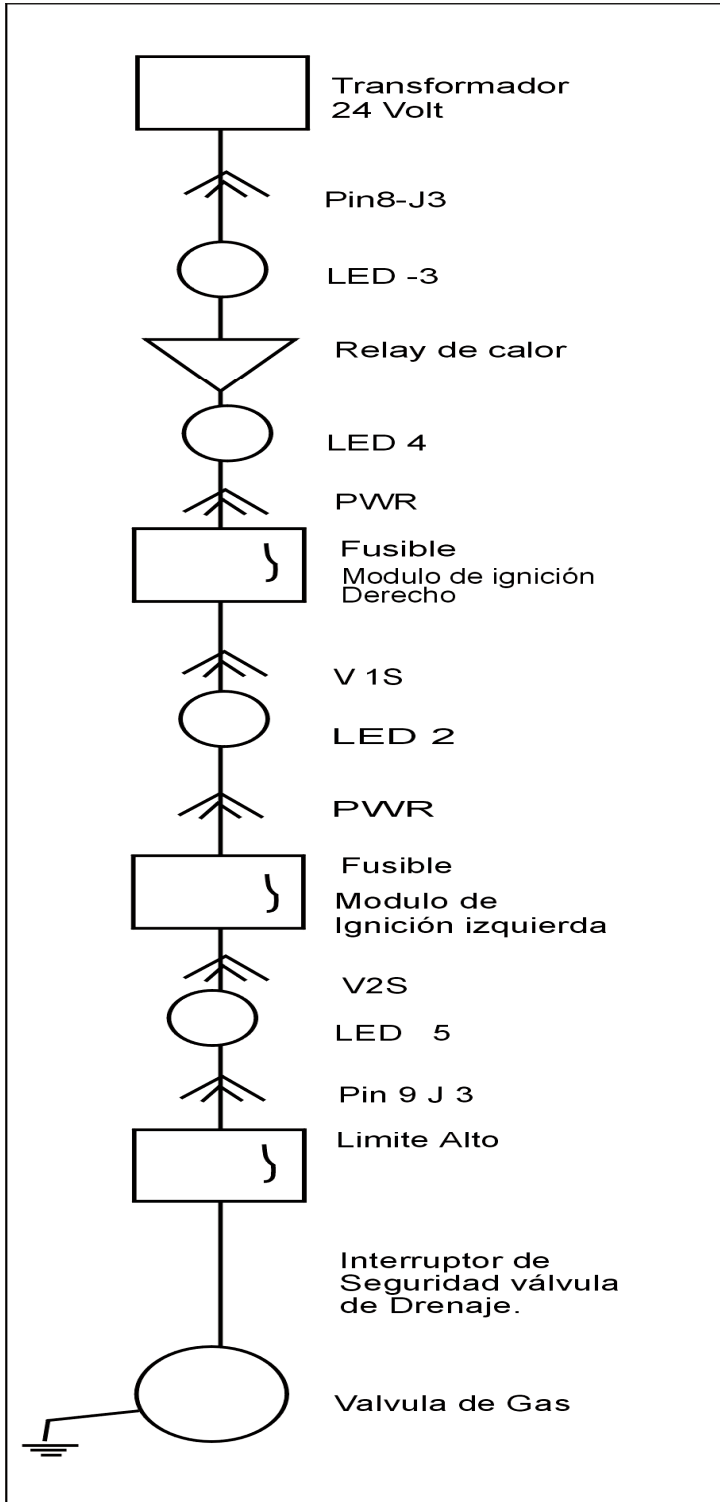 Transformador
24 Volt
Pin8-J3
LED -3
Relay de calor
LED 4
PWR
Fusible
Modulo de ignición
Derecho
V 1S
LED 2
PWR
Fusible
Modulo de
Ignición izquierda
V2S
LED 5
Pin 9 J 3
Limite Alto
Interruptor de
Seguridad válvula
de Drenaje.
Valvula de Gas